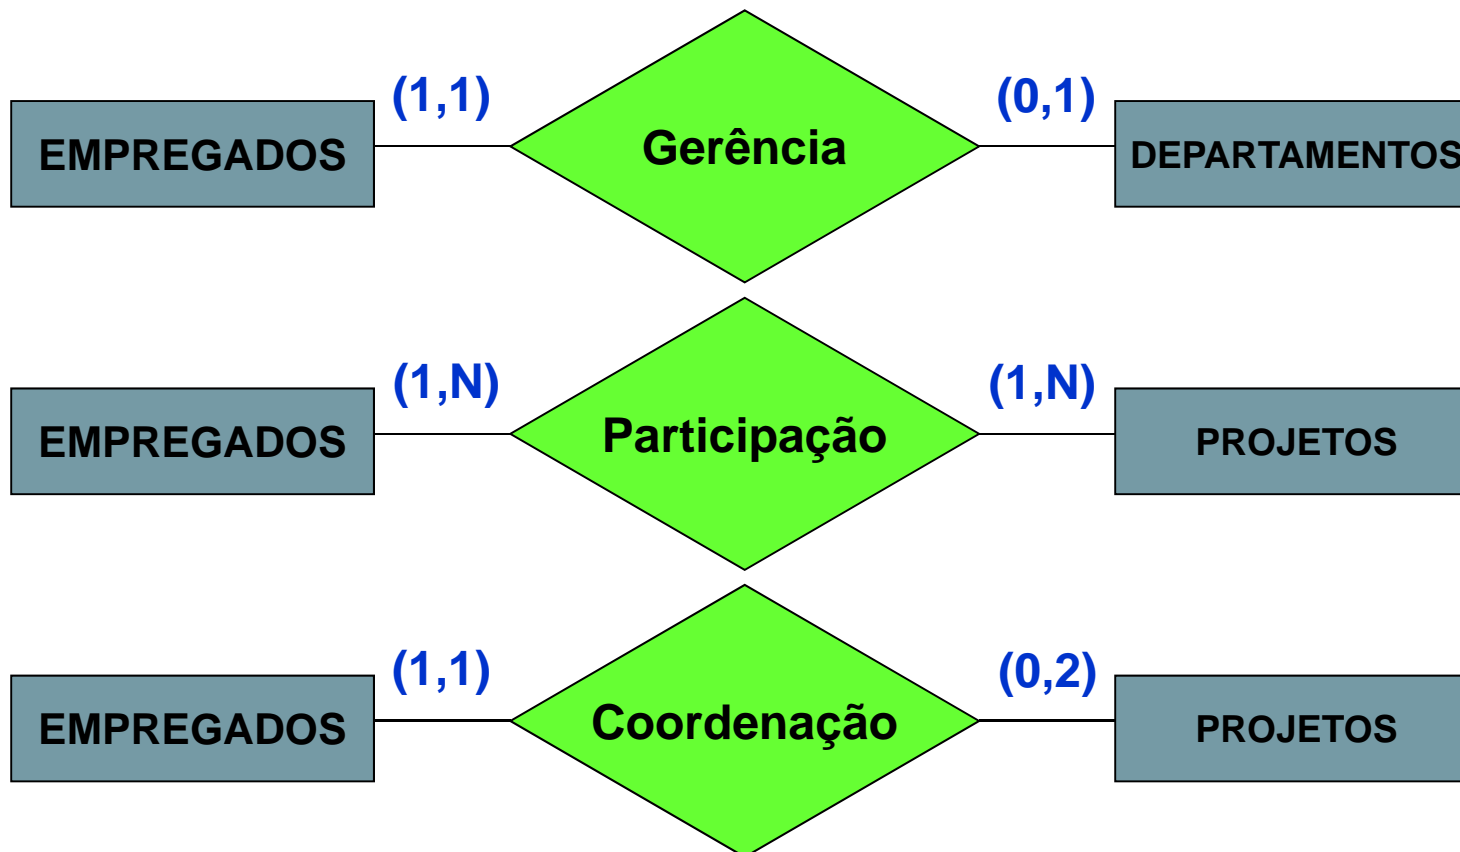 (1,1)
(0,1)
EMPREGADOS
Gerência
DEPARTAMENTOS
(1,N)
(1,N)
EMPREGADOS
Participação
PROJETOS
(1,1)
(0,2)
EMPREGADOS
Coordenação
PROJETOS